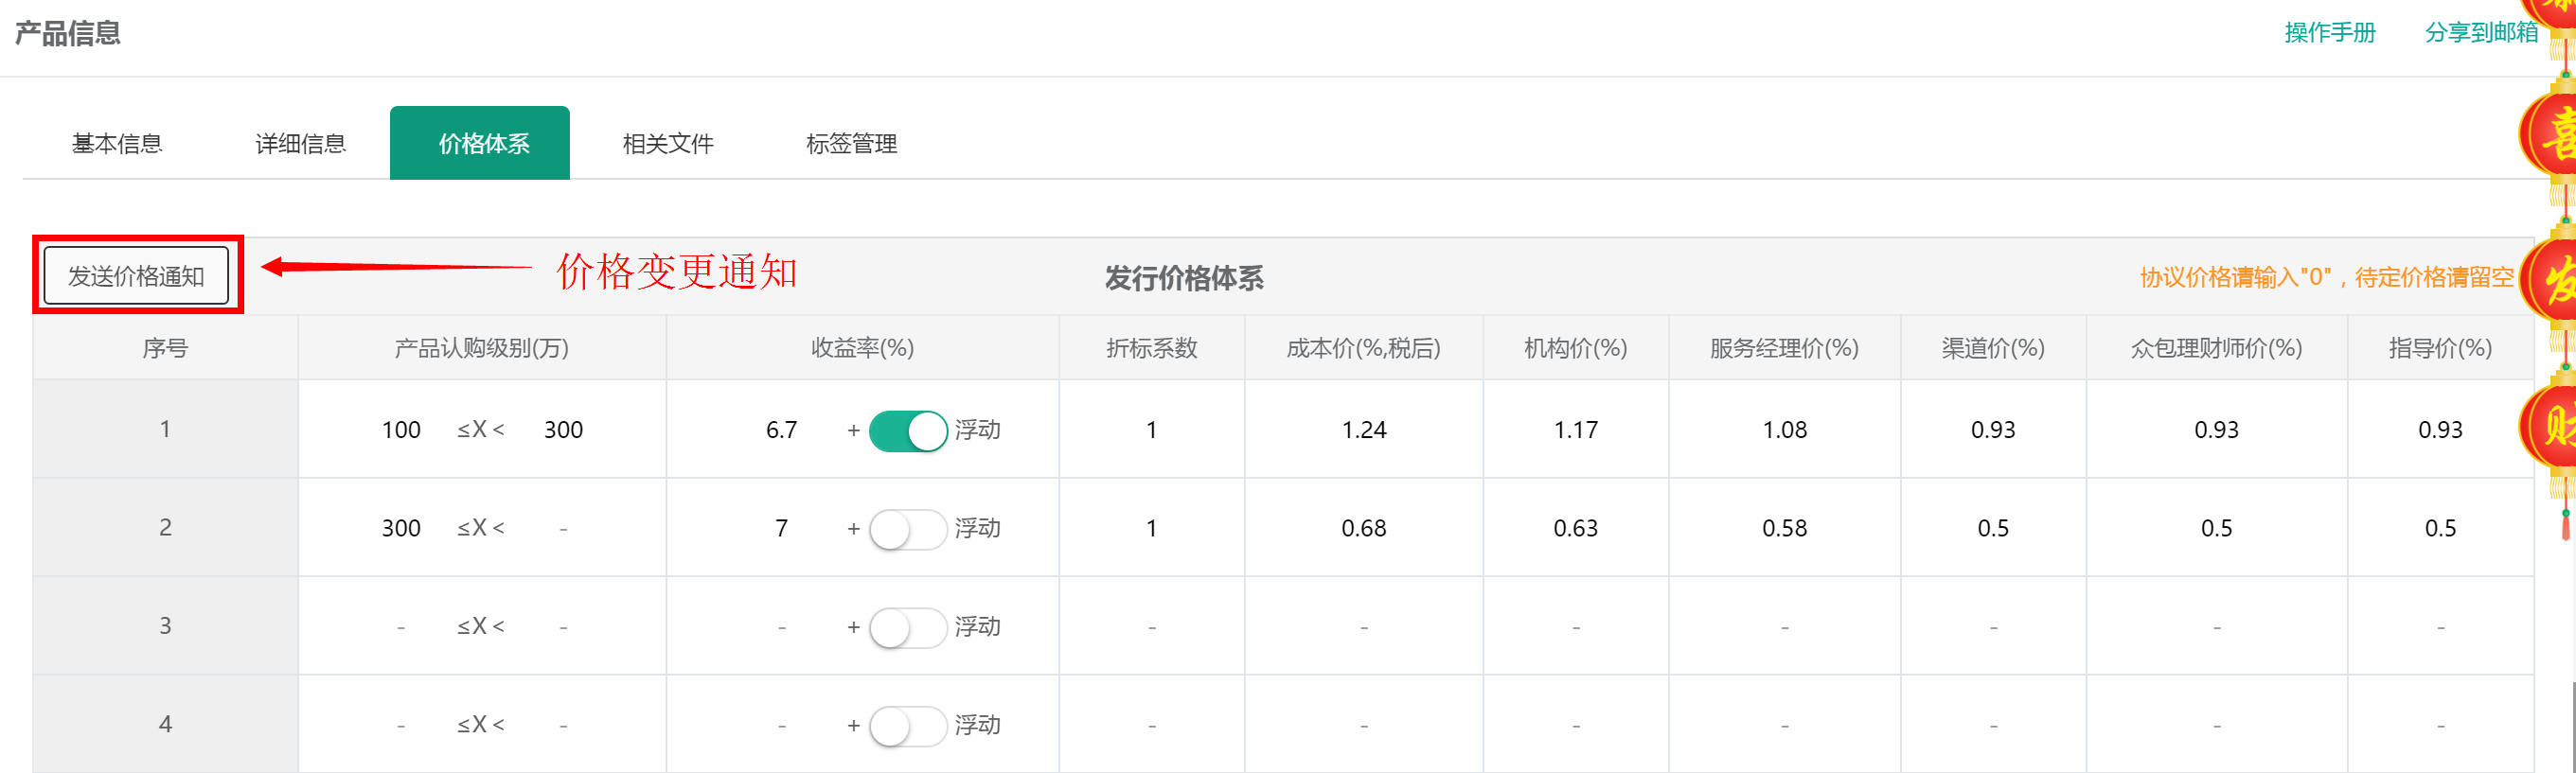 产品信息
操作手册 分享到邮箱
基本信息 详细信息 价格体系 相关文件 标签管理
发送价格通知 价格变更通知 发行价格体系 协议价格请输入"0"，待定价格请留空
序号 产品认购级别(万) 收益率(%) 折标系数 成本价(%,税后) 机构价(%) 服务经理价(%) 渠道价(%) 众包理财师价(%) 指导价(%)
1 100 ≤X< 300 6.7 + 浮动 1 1.24 1.17 1.08 0.93 0.93 0.93
2 300 ≤X< - 7 + 浮动 1 0.68 0.63 0.58 0.5 0.5 0.5
3 - ≤X< - - + 浮动 - - - - - - -
4 - ≤X< - - + 浮动 - - - - - - -
喜
发
财